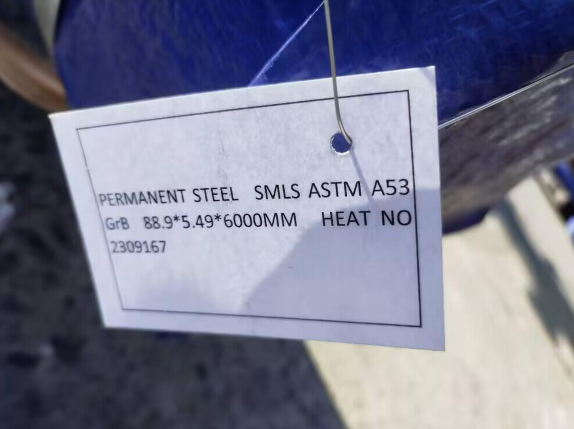 PERMANENT STEEL SMLS ASTM A53
GrB 88.9*5.49*6000MM HEAT NO
2309167